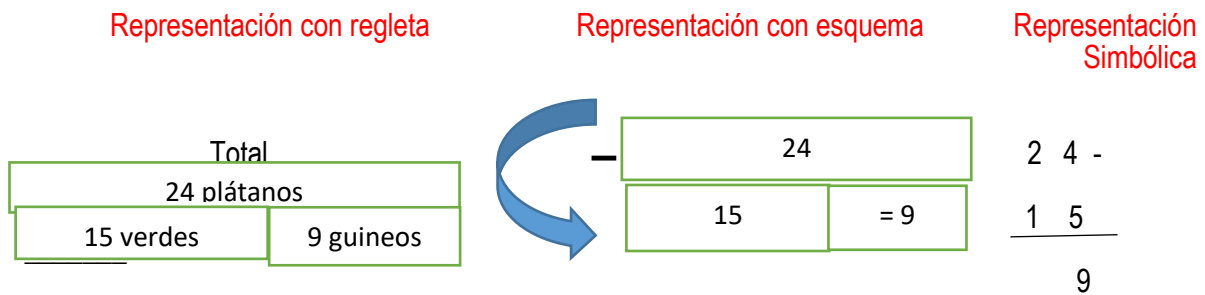 Representación con regleta
Total
24 plátanos
15 verdes
9 guineos
Representación con esquema
–
24
15
= 9
Representación
Simbólica
2 4 -
1 5
9